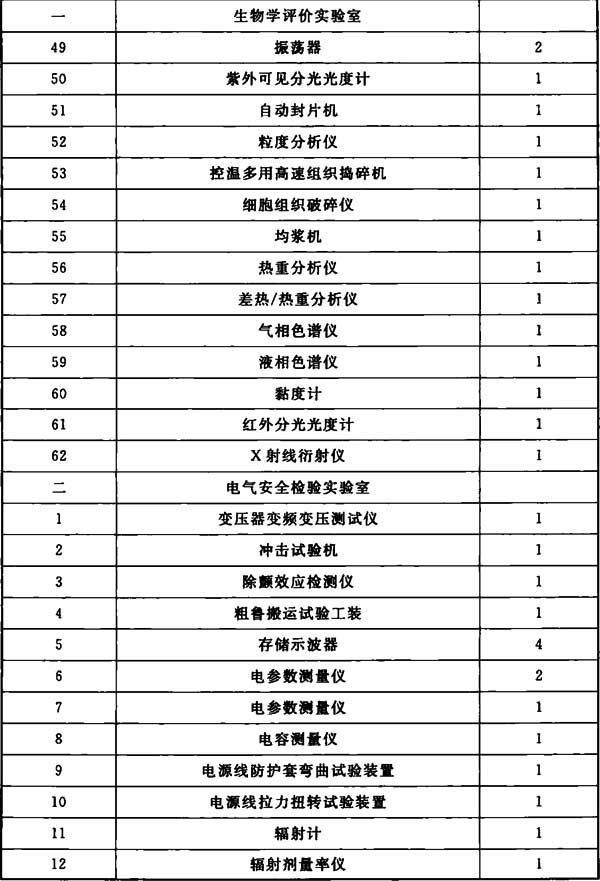 一 生物学评价实验室
49 振荡器 2
50 紫外可见分光光度计 1
51 自动封片机 1
52 粒度分析仪 1
53 控温多用高速组织捣碎机 1
54 细胞组织破碎仪 1
55 均浆机 1
56 热重分析仪 1
57 差热/热重分析仪 1
58 气相色谱仪 1
59 液相色谱仪 1
60 黏度计 1
61 红外分光光度计 1
62 X射线衍射仪 1
二 电气安全检验实验室
1 变压器变频变压测试仪 1
2 冲击试验机 1
3 除颤效应检测仪 1
4 粗鲁搬运试验工装 1
5 存储示波器 4
6 电参数测量仪 2
7 电参数测量仪 1
8 电容测量仪 1
9 电源线防护套弯曲试验装置 1
10 电源线拉力扭转试验装置 1
11 辐射计 1
12 辐射剂量率仪 1